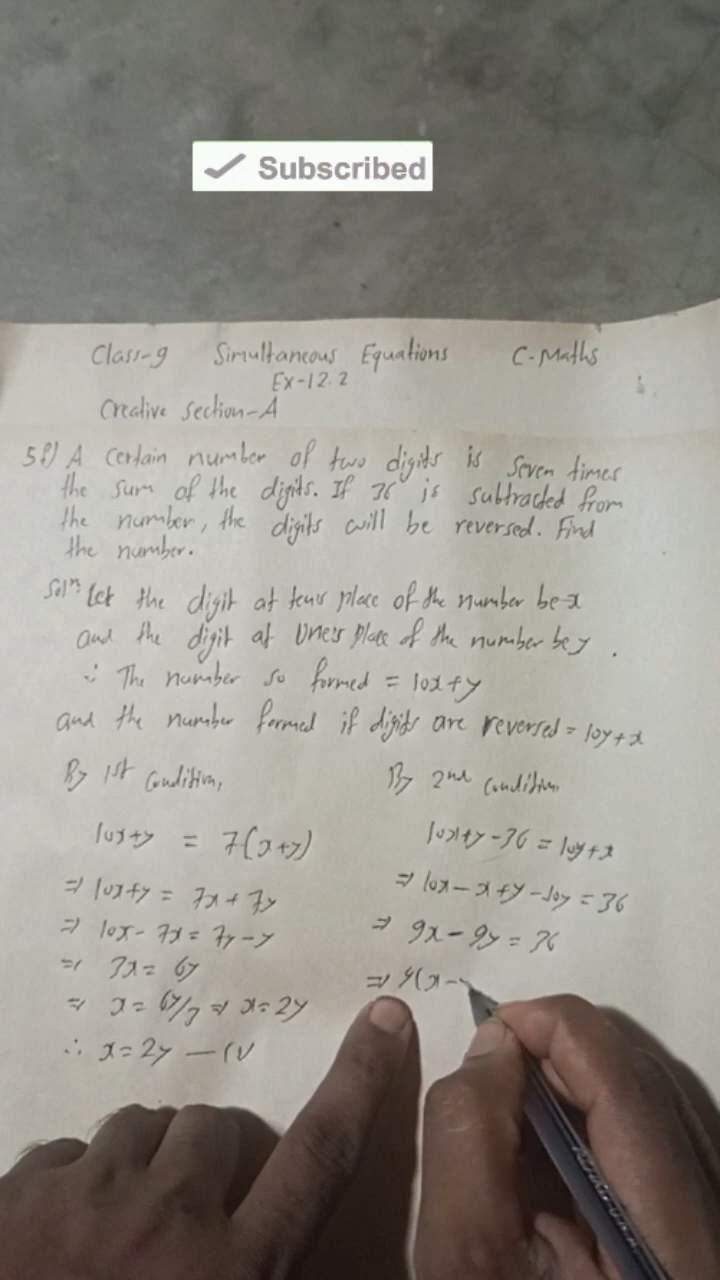 ✓ Subscribed
Class-9 Simultaneous Equations C-Maths
Ex-12.2
Creative section-A
5f) A certain number of two digits is seven times
the sum of the digits. If 36 is subtracted from
the number, the digits will be reversed. Find
the number.
Solⁿ Let the digit at tens place of the number be x
and the digit at one's place of the number be y.
∴ The number so formed = 10x+y
and the number formed if digits are reversed = 10y+x
By 1st condition, By 2nd condition
10x+y = 7(x+y) 10x+y-36 = 10y+x
⇒ 10x+y = 7x+7y ⇒ 10x-x+y-10y = 36
⇒ 10x-7x = 7y-y ⇒ 9x-9y = 36
⇒ 3x = 6y ⇒ 9(x-
⇒ x = 6y/3 ⇒ x=2y
∴ x=2y —(